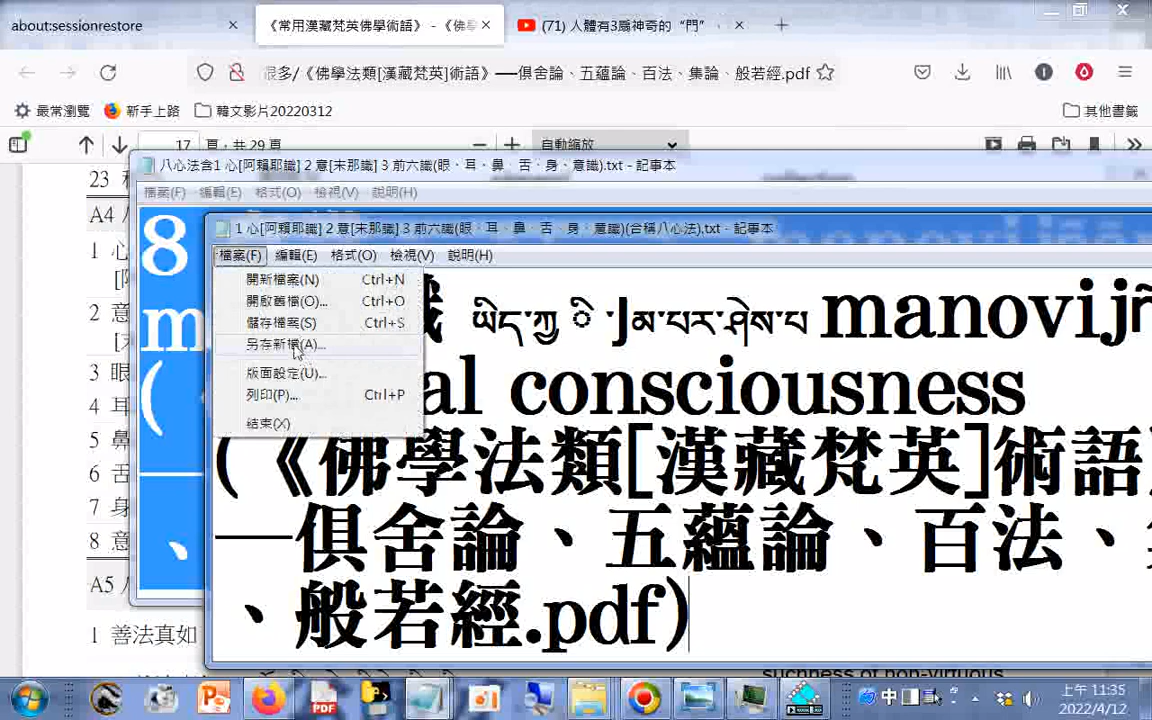 about:sessionrestore
《常用漢藏梵英佛學術語》 - 《佛學
(71) 人體有3扇神奇的“門”
很多/《佛學法類[漢藏梵英]術語》──俱舍論、五蘊論、百法、集論、般若經.pdf
最常瀏覽
新手上路
韓文影片20220312
其他書籤
17
頁，共 29 頁
自動縮放
八心法含1 心[阿賴耶識] 2 意[末那識] 3 前六識(眼、耳、鼻、舌、身、意識).txt - 記事本
檔案(F) 編輯(E) 格式(O) 檢視(V) 說明(H)
1 心[阿賴耶識] 2 意[末那識] 3 前六識(眼、耳、鼻、舌、身、意識)(合稱八心法).txt - 記事本
檔案(F) 編輯(E) 格式(O) 檢視(V) 說明(H)
開新檔案(N) Ctrl+N
開啟舊檔(O)... Ctrl+O
儲存檔案(S) Ctrl+S
另存新檔(A)...
版面設定(U)...
列印(P)... Ctrl+P
結束(X)
manovijñ
al consciousness
(《佛學法類[漢藏梵英]術語》
─俱舍論、五蘊論、百法、集
、般若經.pdf)
23
A4 八
1 心
2 意
3 眼
4 耳
5 鼻
6 舌
7 身
8 意
A5 八
1 善法真如
8
m
(
、
suchness of non-virtuous
中
上午 11:35
2022/4/12